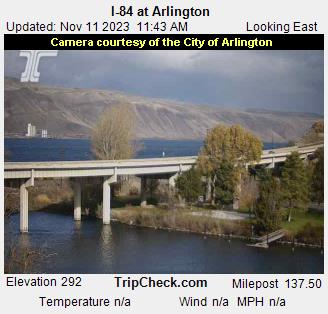 I-84 at Arlington
Updated: Nov 11 2023 11:43 AM Looking East
Camera courtesy of the City of Arlington
Elevation 292 TripCheck.com Milepost 137.50
Temperature n/a Wind n/a MPH n/a